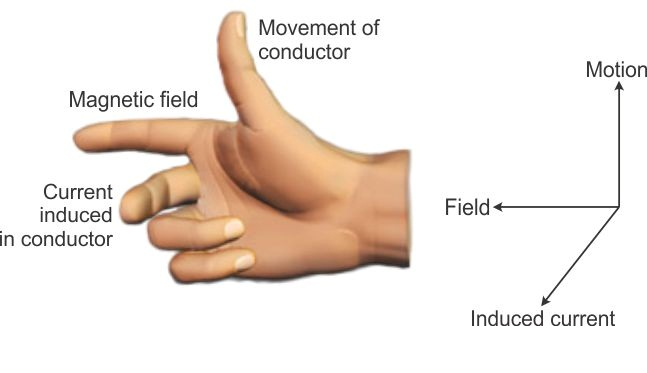 Movement of
conductor
Magnetic field
Current
induced
in conductor
Motion
Field
Induced current